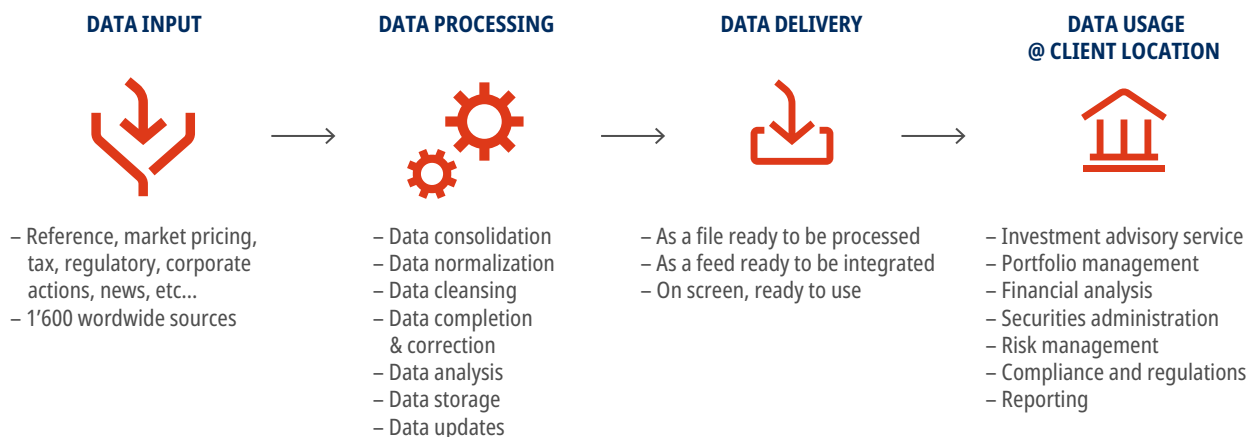 DATA INPUT
– Reference, market pricing,
tax, regulatory, corporate
actions, news, etc...
– 1'600 wordwide sources
DATA PROCESSING
– Data consolidation
– Data normalization
– Data cleansing
– Data completion
& correction
– Data analysis
– Data storage
– Data updates
DATA DELIVERY
– As a file ready to be processed
– As a feed ready to be integrated
– On screen, ready to use
DATA USAGE
@ CLIENT LOCATION
– Investment advisory service
– Portfolio management
– Financial analysis
– Securities administration
– Risk management
– Compliance and regulations
– Reporting